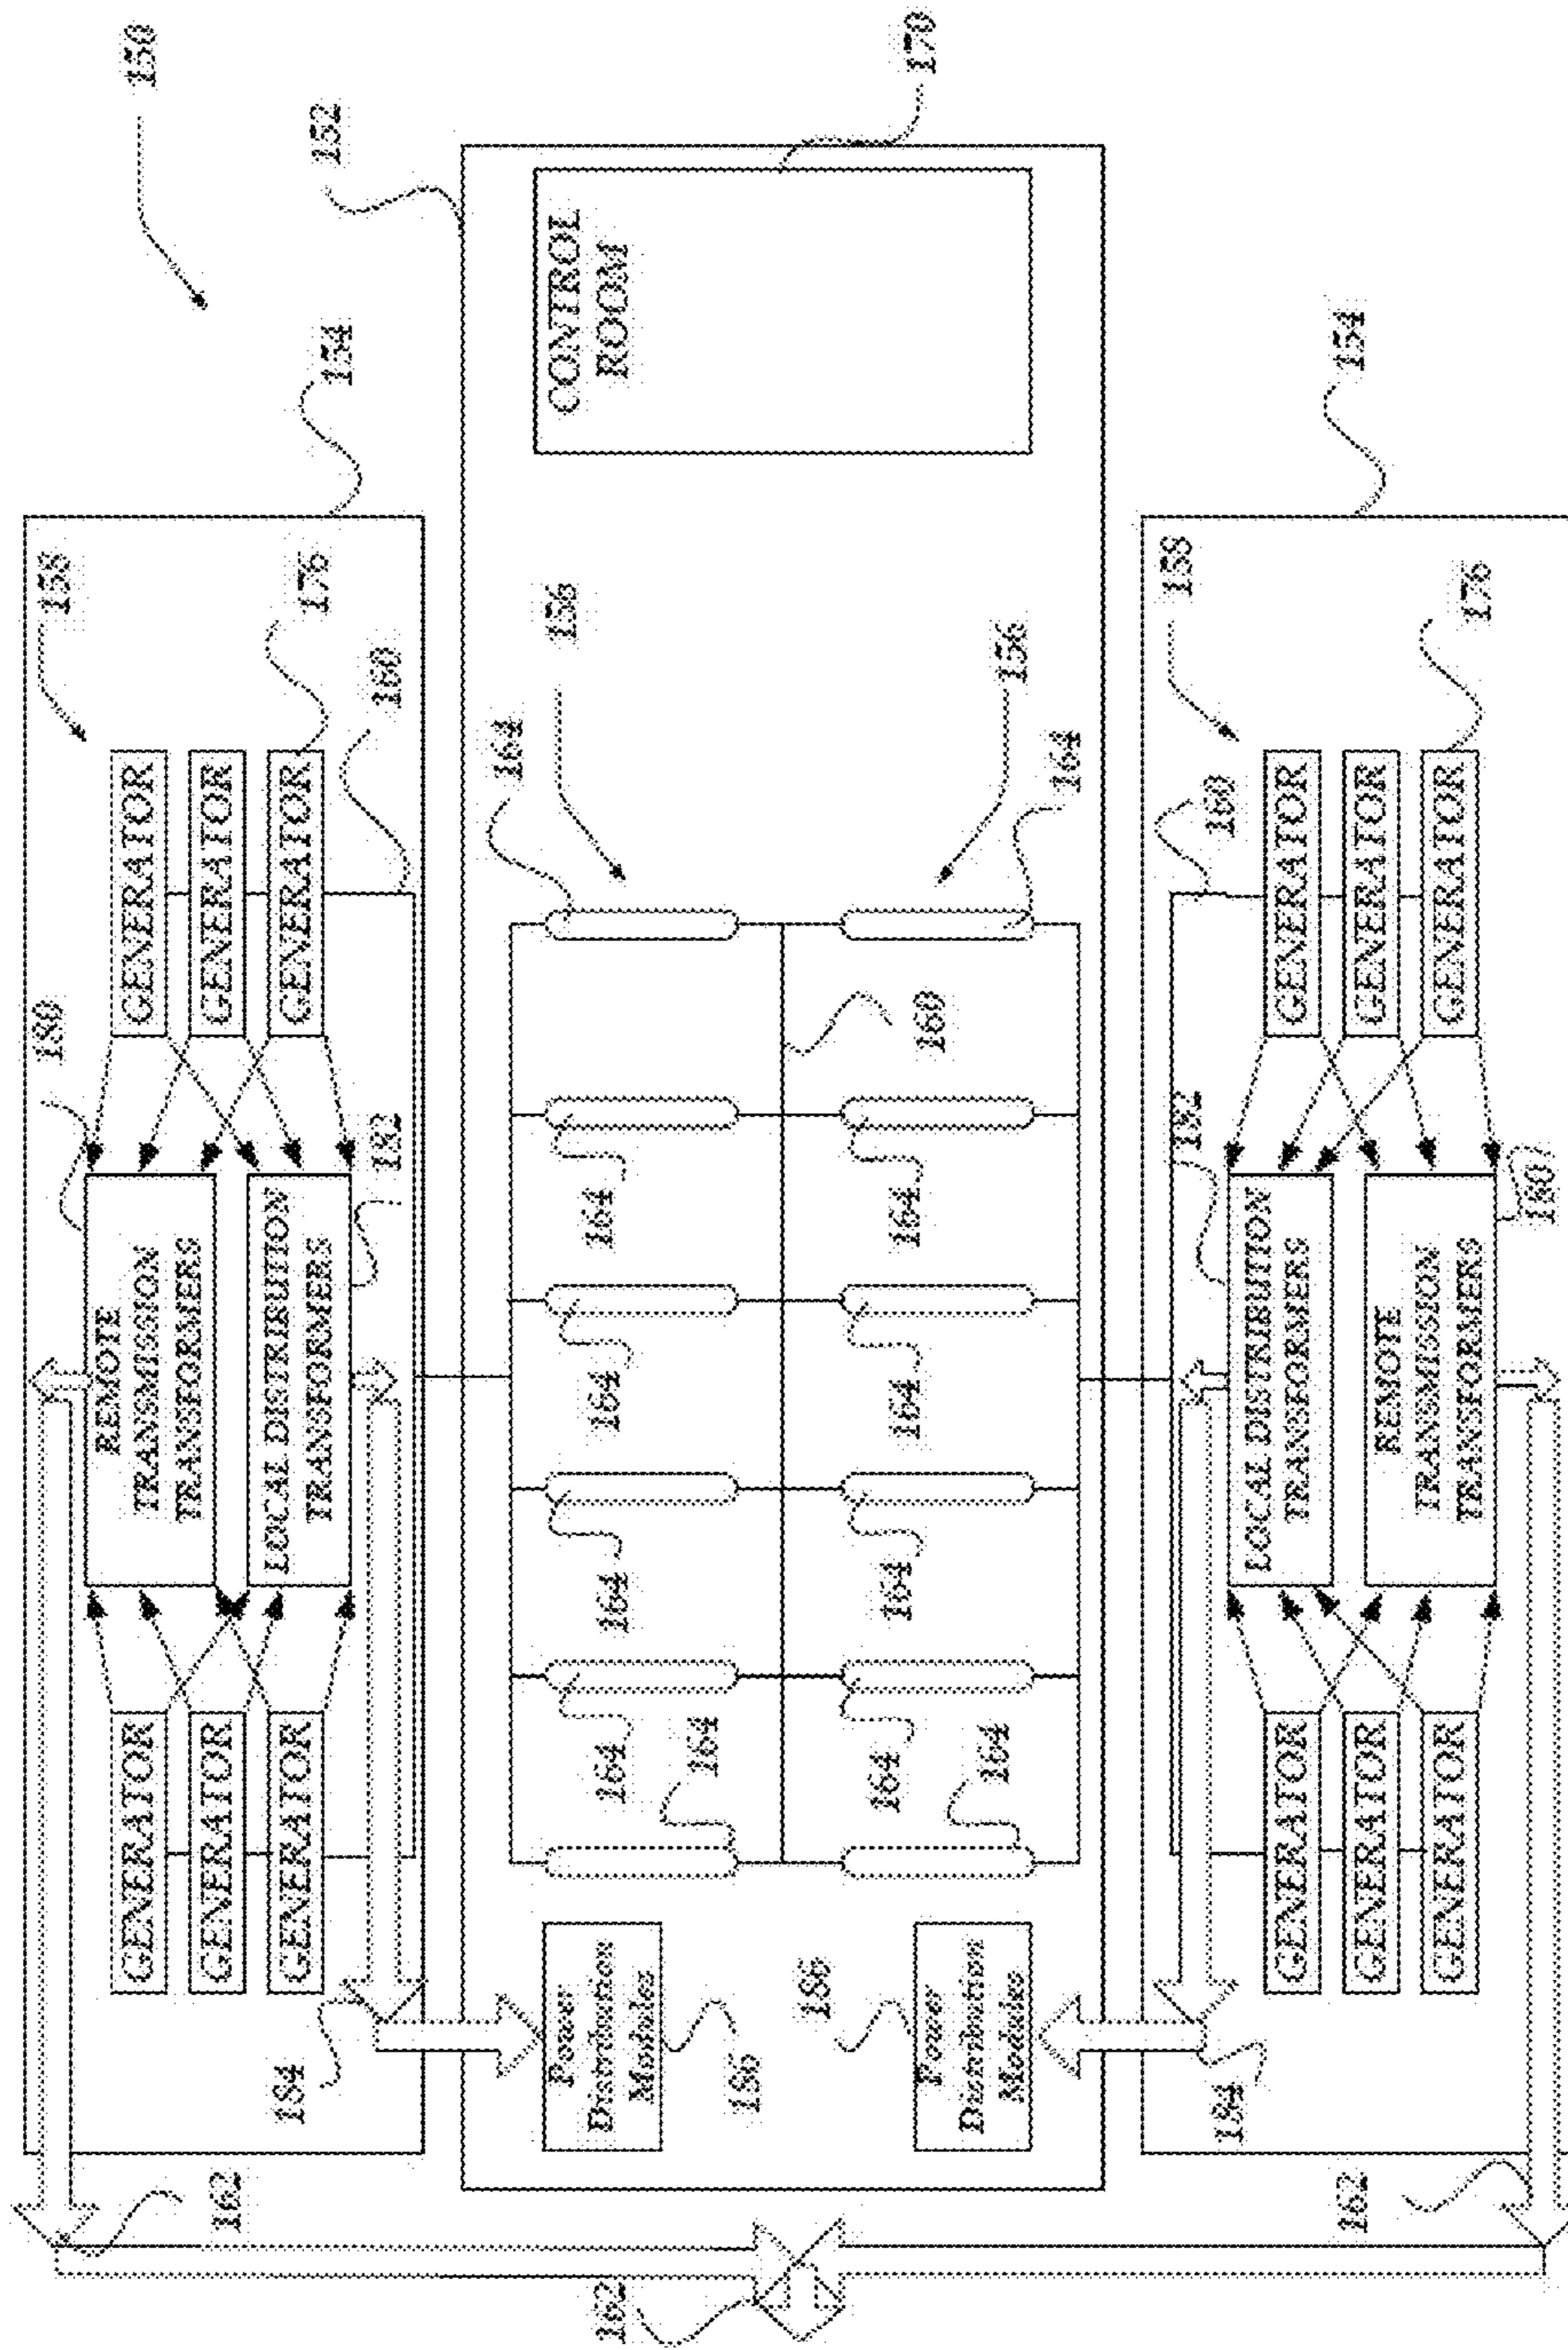 180
158
150
GENERATOR
REMOTE
TRANSMISSION
TRANSFORMERS
GENERATOR
GENERATOR
GENERATOR
162
184
GENERATOR
LOCAL DISTRIBUTION
TRANSFORMERS
GENERATOR
176
154
152
182
160
164
156
Power
Distribution
Modules
CONTROL
ROOM
162
164
164
164
164
164
164
186
186
160
170
164
164
164
164
164
164
156
Power
Distribution
Modules
164
182
158
160
184
LOCAL DISTRIBUTION
TRANSFORMERS
GENERATOR
GENERATOR
154
162
GENERATOR
REMOTE
TRANSMISSION
TRANSFORMERS
GENERATOR
GENERATOR
GENERATOR
176
180